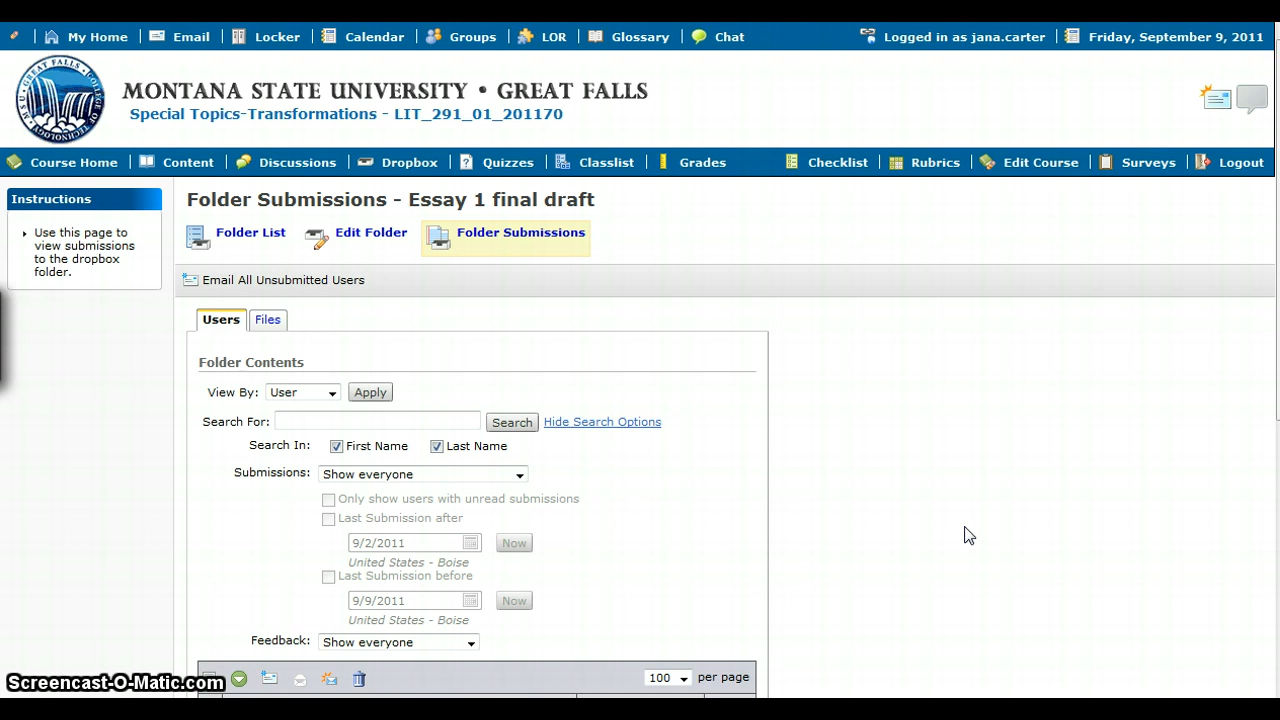 My Home Email Locker Calendar Groups LOR Glossary Chat Logged in as jana.carter Friday, September 9, 2011
MONTANA STATE UNIVERSITY • GREAT FALLS
Special Topics-Transformations - LIT_291_01_201170
Course Home Content Discussions Dropbox Quizzes Classlist Grades Checklist Rubrics Edit Course Surveys Logout
Instructions
Use this page to
view submissions
to the dropbox
folder.
Folder Submissions - Essay 1 final draft
Folder List Edit Folder Folder Submissions
Email All Unsubmitted Users
Users Files
Folder Contents
View By: User Apply
Search For: Search Hide Search Options
Search In: First Name Last Name
Submissions: Show everyone
Only show users with unread submissions
Last Submission after
9/2/2011 Now
United States - Boise
Last Submission before
9/9/2011 Now
United States - Boise
Feedback: Show everyone
100 per page
Screencast-O-Matic.com